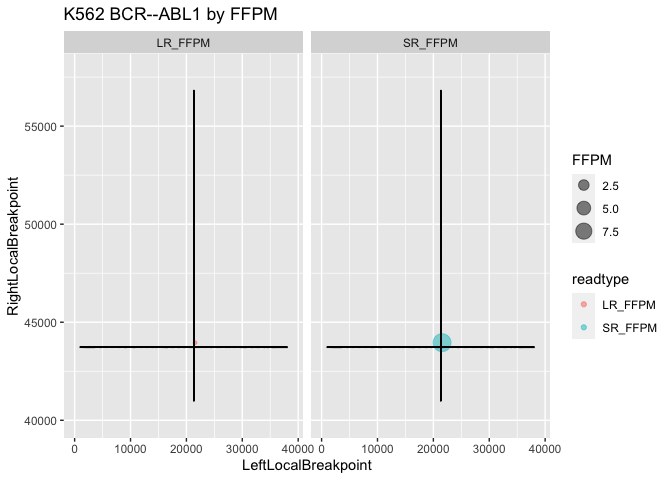 K562 BCR--ABL1 by FFPM
LR_FFPM
SR_FFPM
55000
50000
45000
40000
RightLocalBreakpoint
0
10000
20000
30000
40000
0
10000
20000
30000
40000
LeftLocalBreakpoint
FFPM
2.5
5.0
7.5
readtype
LR_FFPM
SR_FFPM